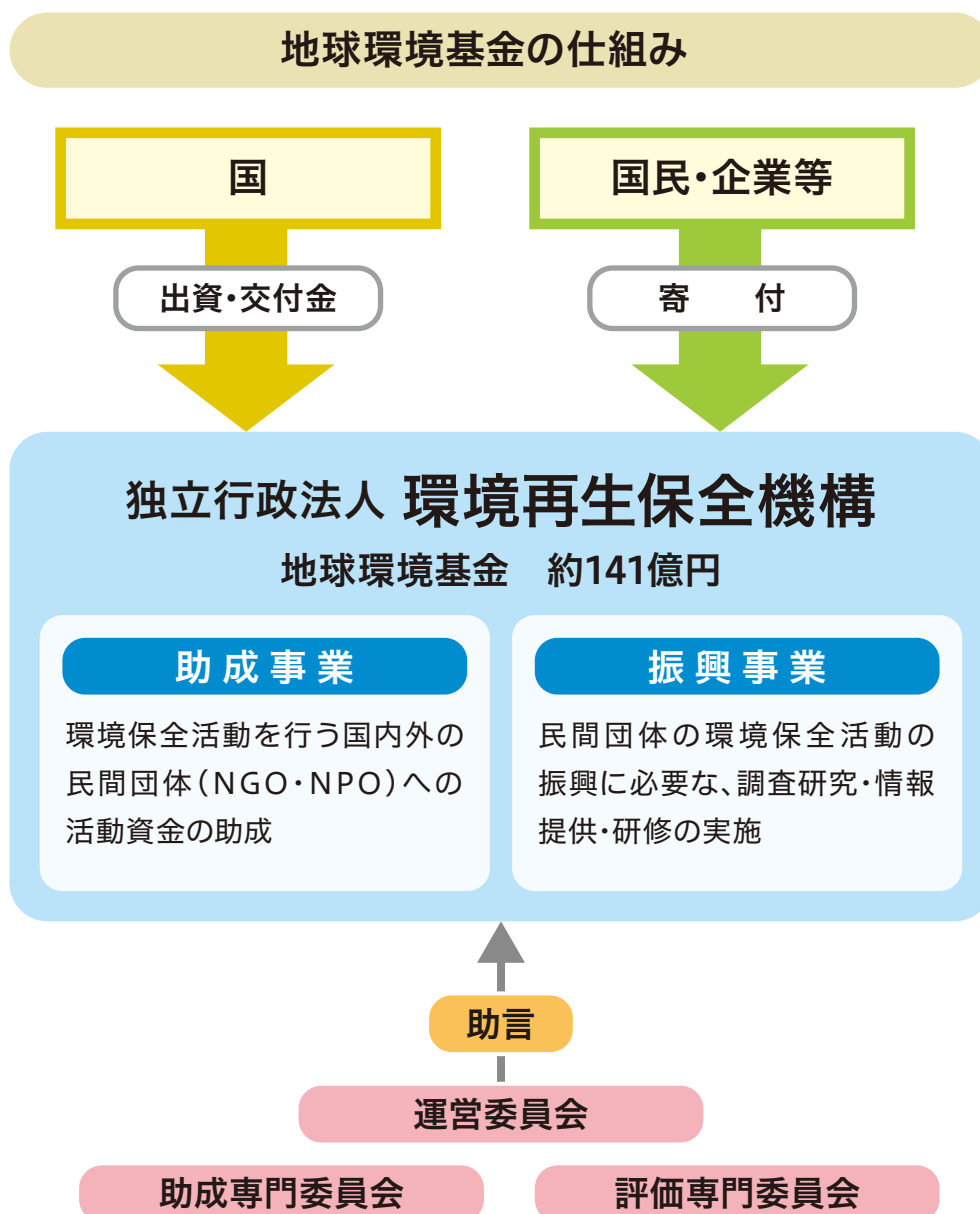 地球環境基金の仕組み
国
国民・企業等
出資・交付金
寄　付
独立行政法人 環境再生保全機構
地球環境基金　約141億円
助成事業
環境保全活動を行う国内外の
民間団体(NGO・NPO)への
活動資金の助成
振興事業
民間団体の環境保全活動の
振興に必要な、調査研究・情報
提供・研修の実施
助言
運営委員会
助成専門委員会
評価専門委員会